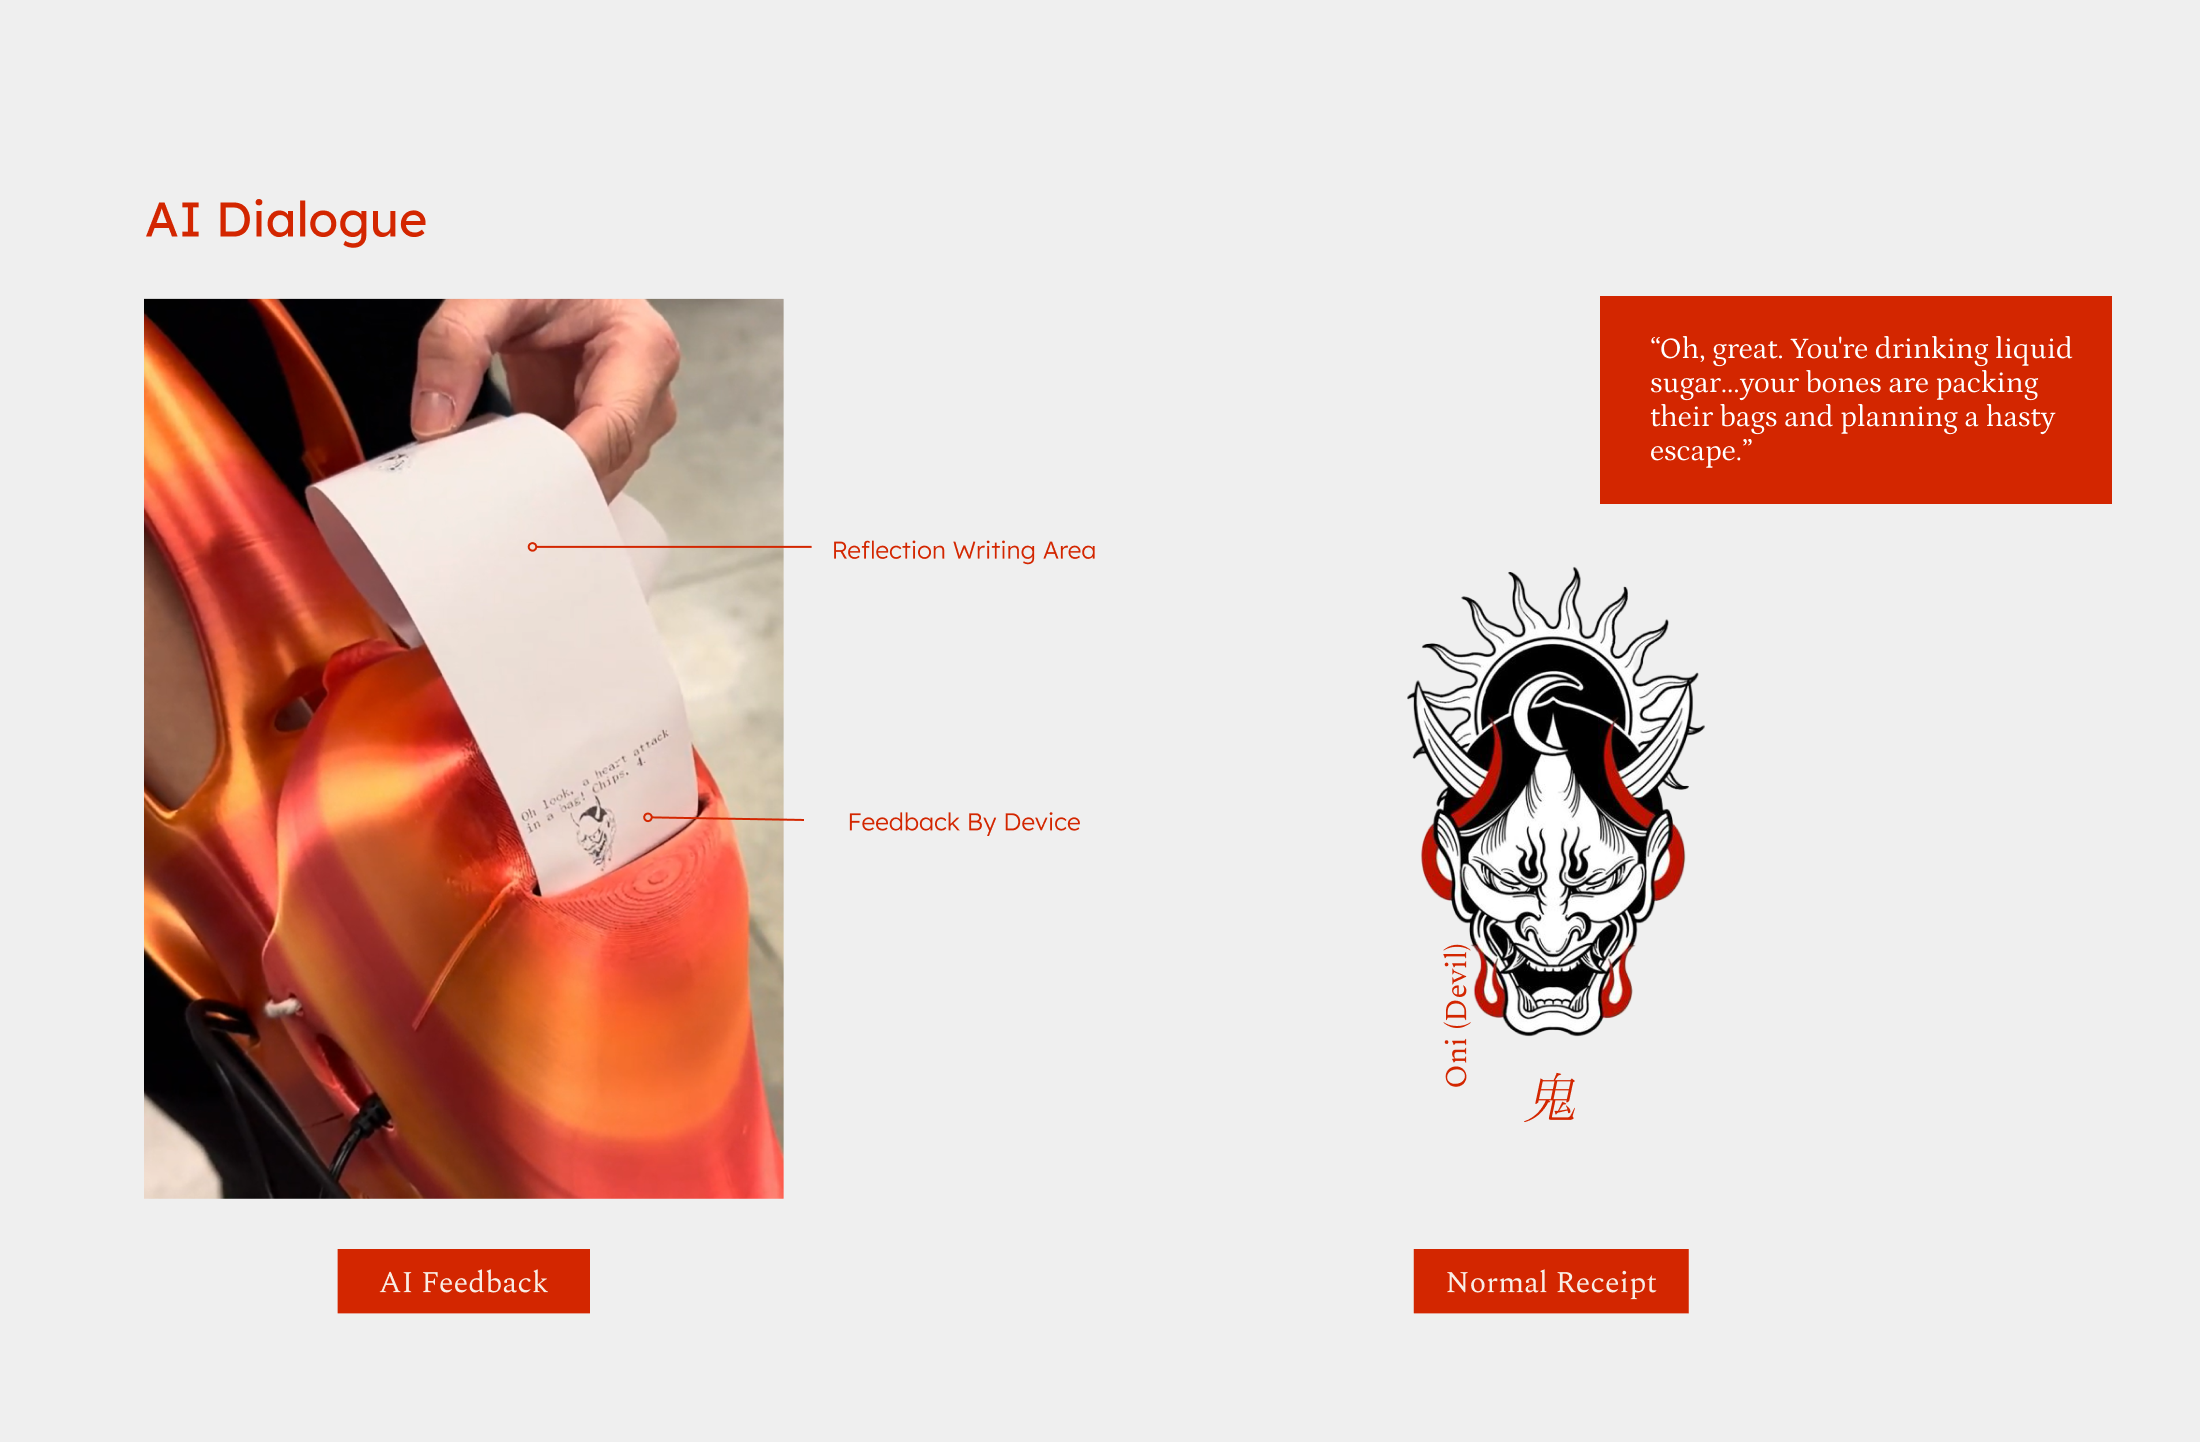 AI Dialogue
“Oh, great. You're drinking liquid
sugar...your bones are packing
their bags and planning a hasty
escape.”
Reflection Writing Area
Oh look, a heart attack
in a bag! Chips, 4.
Feedback By Device
Oni (Devil)
鬼
AI Feedback
Normal Receipt